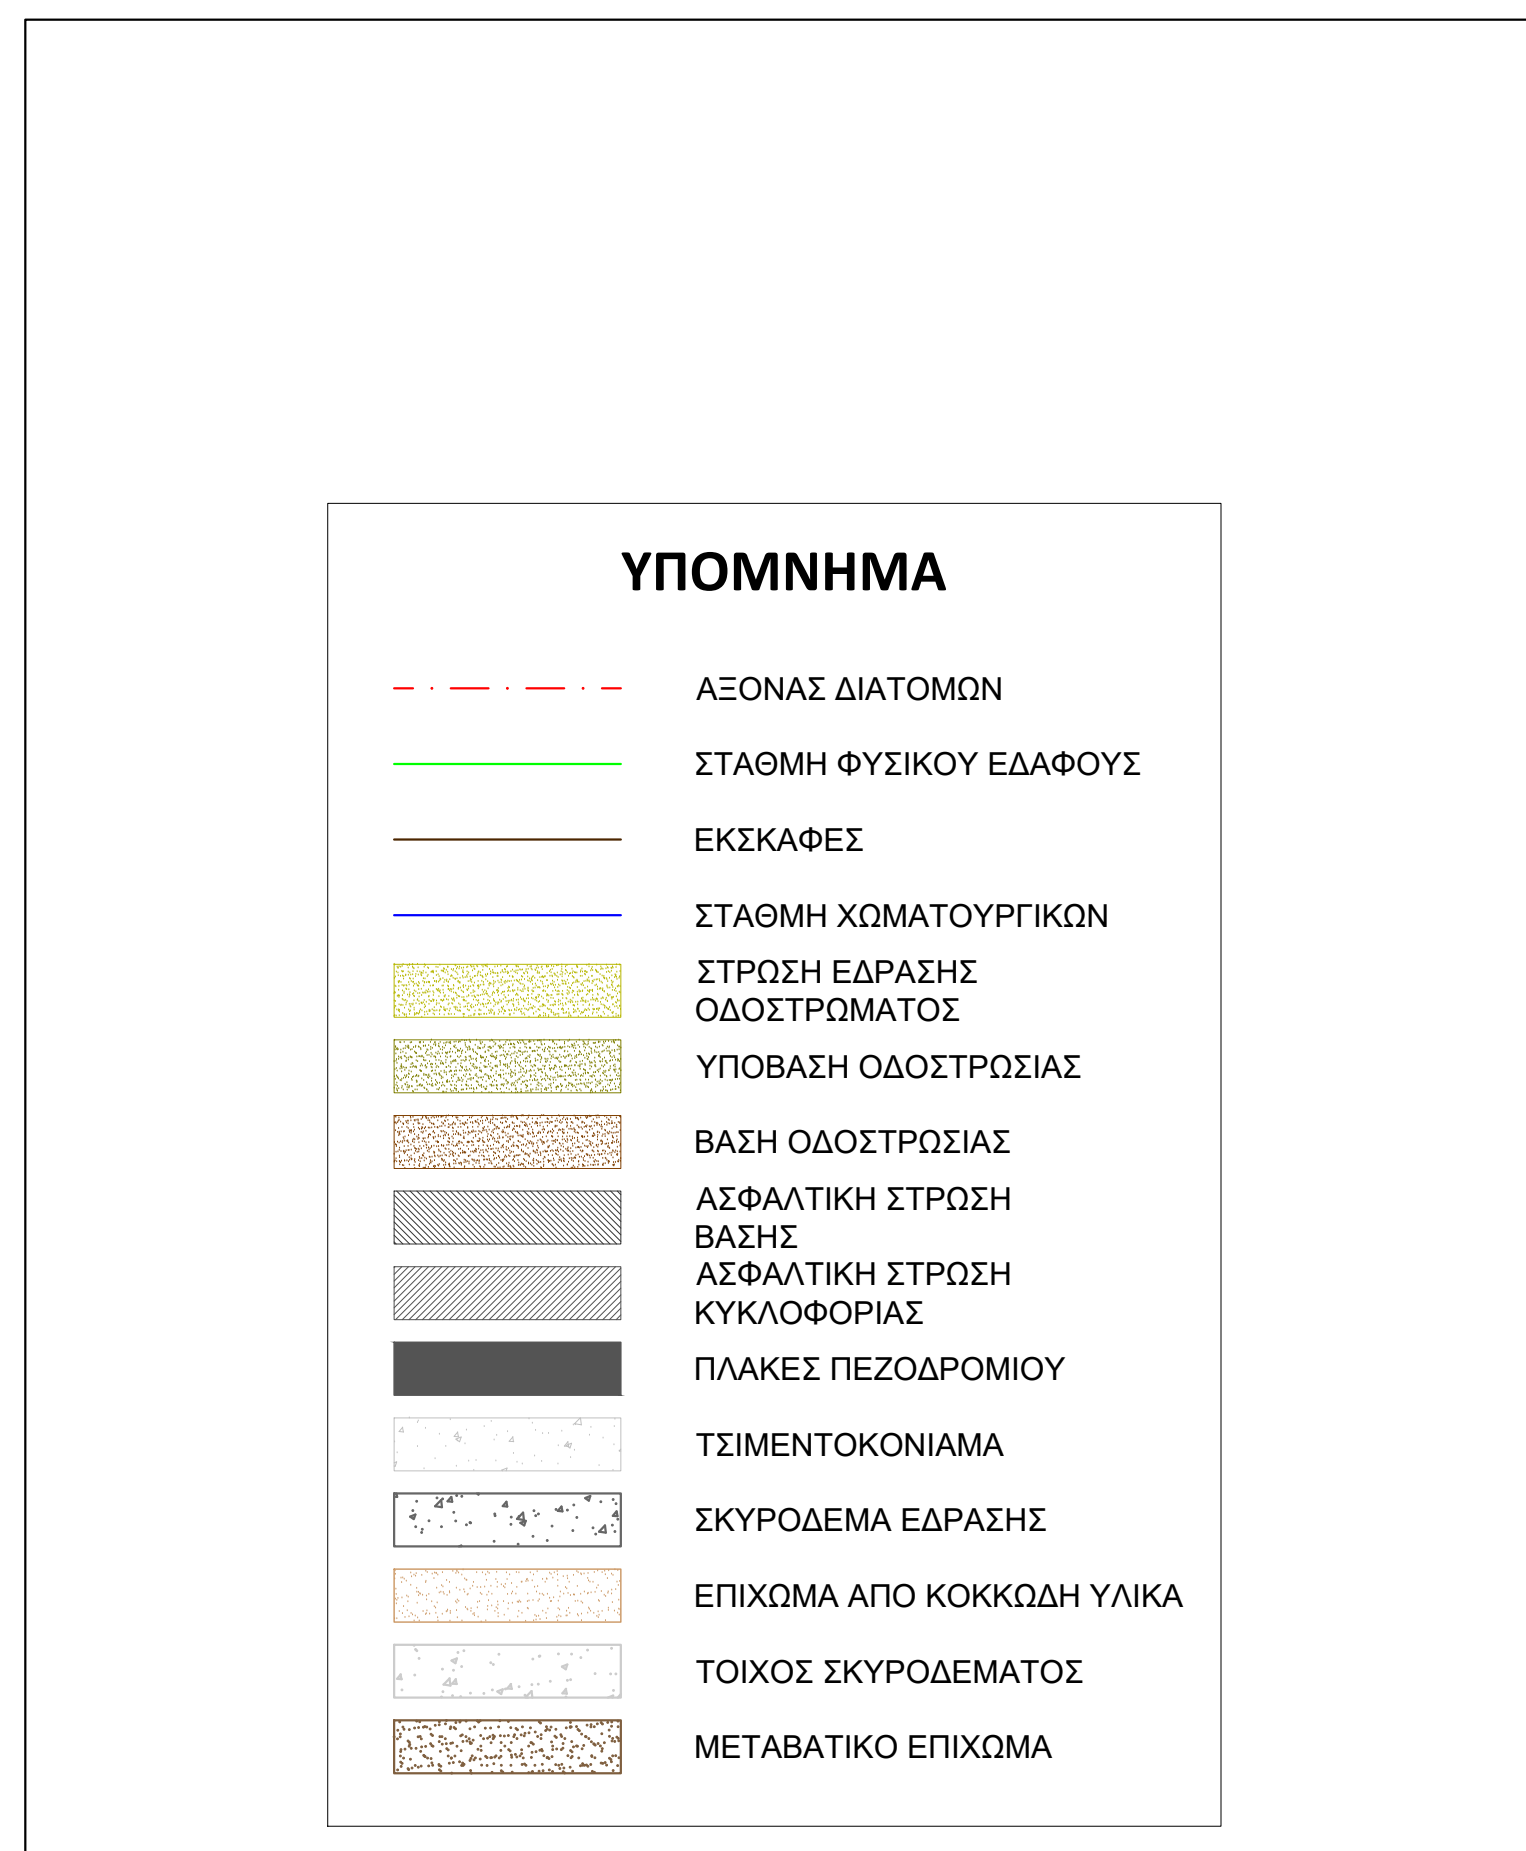 ΥΠΟΜΝΗΜΑ
ΑΞΟΝΑΣ ΔΙΑΤΟΜΩΝ
ΣΤΑΘΜΗ ΦΥΣΙΚΟΥ ΕΔΑΦΟΥΣ
ΕΚΣΚΑΦΕΣ
ΣΤΑΘΜΗ ΧΩΜΑΤΟΥΡΓΙΚΩΝ
ΣΤΡΩΣΗ ΕΔΡΑΣΗΣ
ΟΔΟΣΤΡΩΜΑΤΟΣ
ΥΠΟΒΑΣΗ ΟΔΟΣΤΡΩΣΙΑΣ
ΒΑΣΗ ΟΔΟΣΤΡΩΣΙΑΣ
ΑΣΦΑΛΤΙΚΗ ΣΤΡΩΣΗ
ΒΑΣΗΣ
ΑΣΦΑΛΤΙΚΗ ΣΤΡΩΣΗ
ΚΥΚΛΟΦΟΡΙΑΣ
ΠΛΑΚΕΣ ΠΕΖΟΔΡΟΜΙΟΥ
ΤΣΙΜΕΝΤΟΚΟΝΙΑΜΑ
ΣΚΥΡΟΔΕΜΑ ΕΔΡΑΣΗΣ
ΕΠΙΧΩΜΑ ΑΠΟ ΚΟΚΚΩΔΗ ΥΛΙΚΑ
ΤΟΙΧΟΣ ΣΚΥΡΟΔΕΜΑΤΟΣ
ΜΕΤΑΒΑΤΙΚΟ ΕΠΙΧΩΜΑ